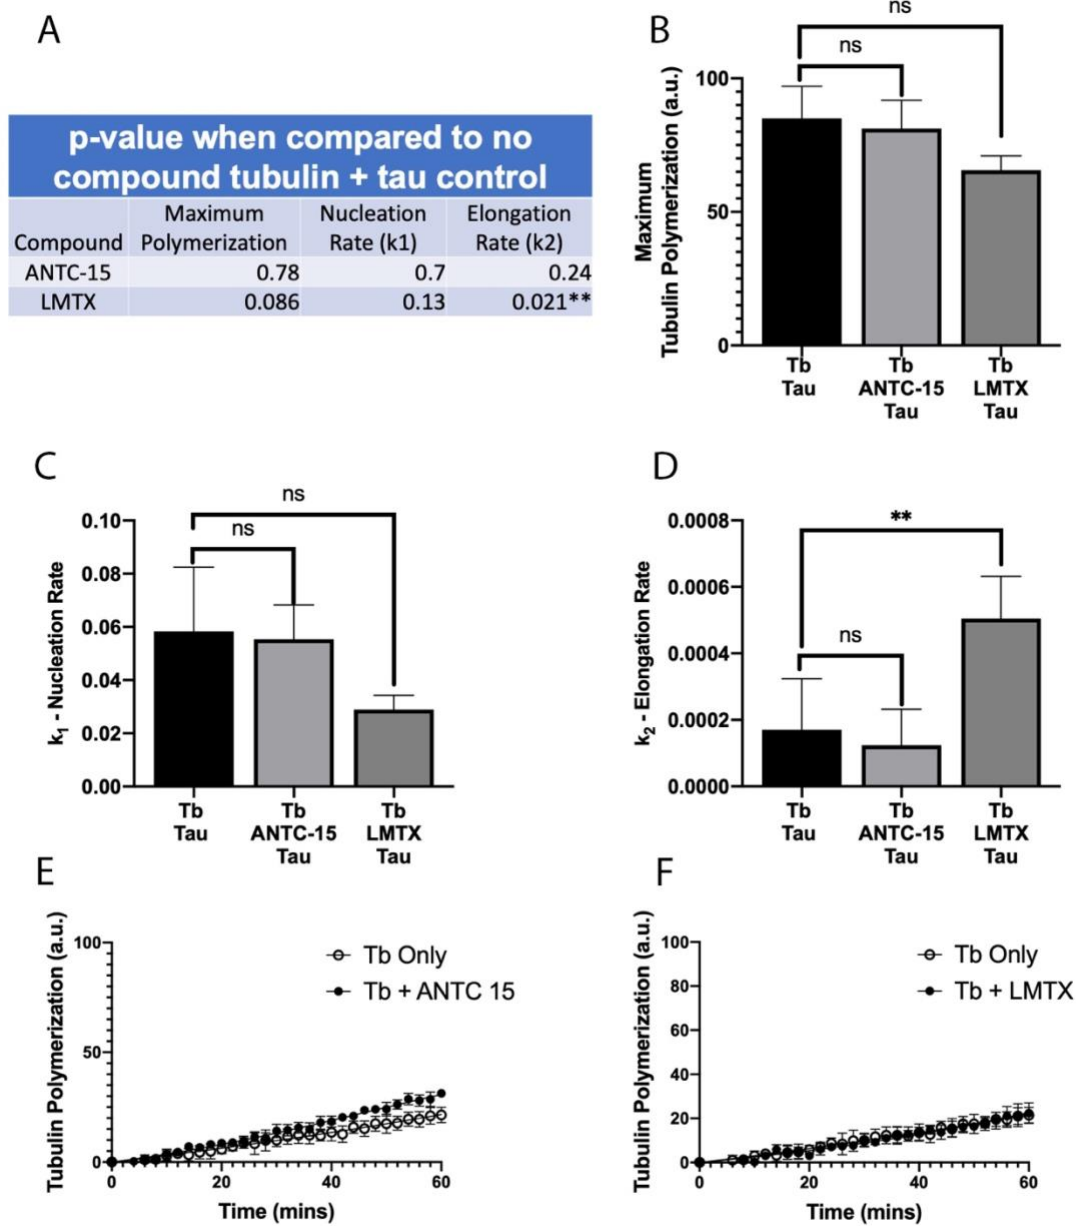 A
p-value when compared to no
compound tubulin + tau control
Compound Maximum Polymerization Nucleation Rate (k1) Elongation Rate (k2)
ANTC-15 0.78 0.7 0.24
LMTX 0.086 0.13 0.021**
B
ns
ns
Maximum
Tubulin Polymerization (a.u.)
100
50
0
Tb Tb Tb
Tau ANTC-15 LMTX
Tau Tau
C
ns
ns
k1 - Nucleation Rate
0.10
0.08
0.06
0.04
0.02
0.00
Tb Tb Tb
Tau ANTC-15 LMTX
Tau Tau
D
**
ns
k2 - Elongation Rate
0.0008
0.0006
0.0004
0.0002
0.0000
Tb Tb Tb
Tau ANTC-15 LMTX
Tau Tau
E
Tubulin Polymerization (a.u.)
100
50
0
Tb Only
Tb + ANTC 15
0 20 40 60
Time (mins)
F
Tubulin Polymerization (a.u.)
100
80
60
40
20
0
Tb Only
Tb + LMTX
0 20 40 60
Time (mins)